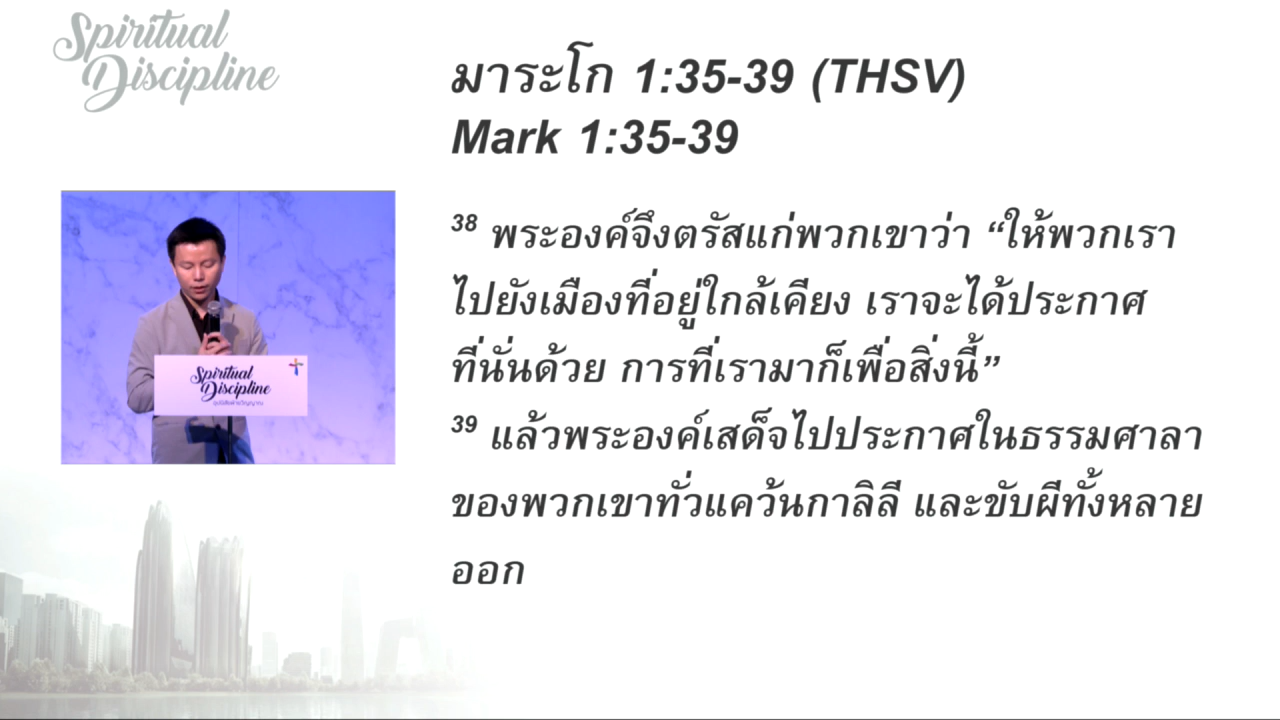 Spiritual
Discipline
มาระโก 1:35-39 (THSV)
Mark 1:35-39
38 พระองค์จึงตรัสแก่พวกเขาว่า “ให้พวกเรา
ไปยังเมืองที่อยู่ใกล้เคียง เราจะได้ประกาศ
ที่นั่นด้วย การที่เรามาก็เพื่อสิ่งนี้”
39 แล้วพระองค์เสด็จไปประกาศในธรรมศาลา
ของพวกเขาทั่วแคว้นกาลิลี และขับผีทั้งหลาย
ออก
Spiritual
Discipline